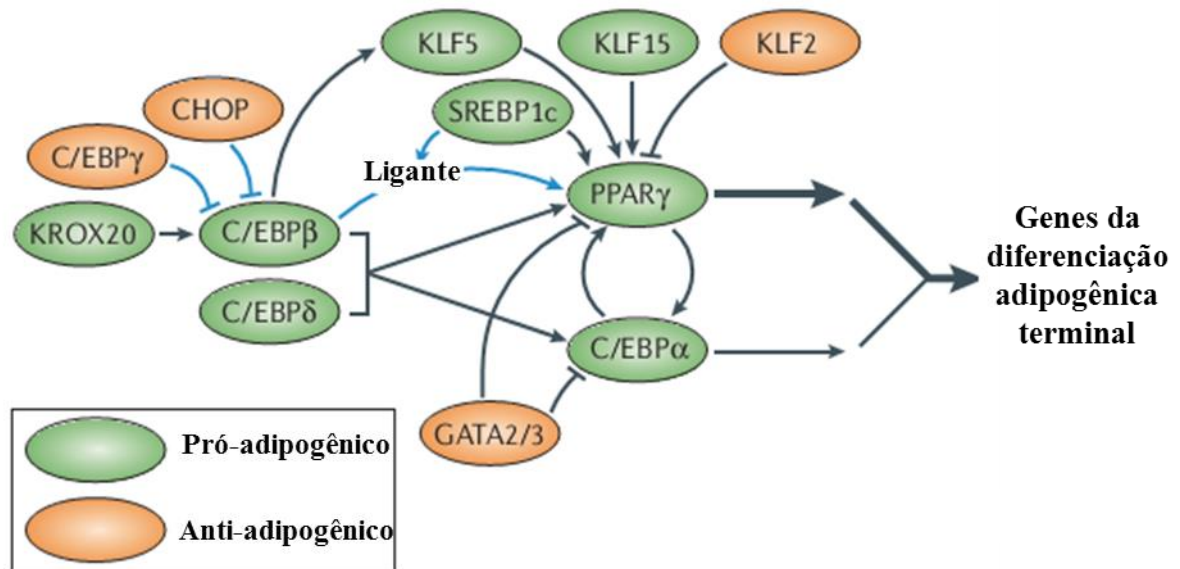 KLF5
KLF15
KLF2
CHOP
SREBP1c
C/EBPγ
Ligante
PPARγ
KROX20
C/EBPβ
C/EBPδ
C/EBPα
GATA2/3
Genes da
diferenciação
adipogênica
terminal
Pró-adipogênico
Anti-adipogênico